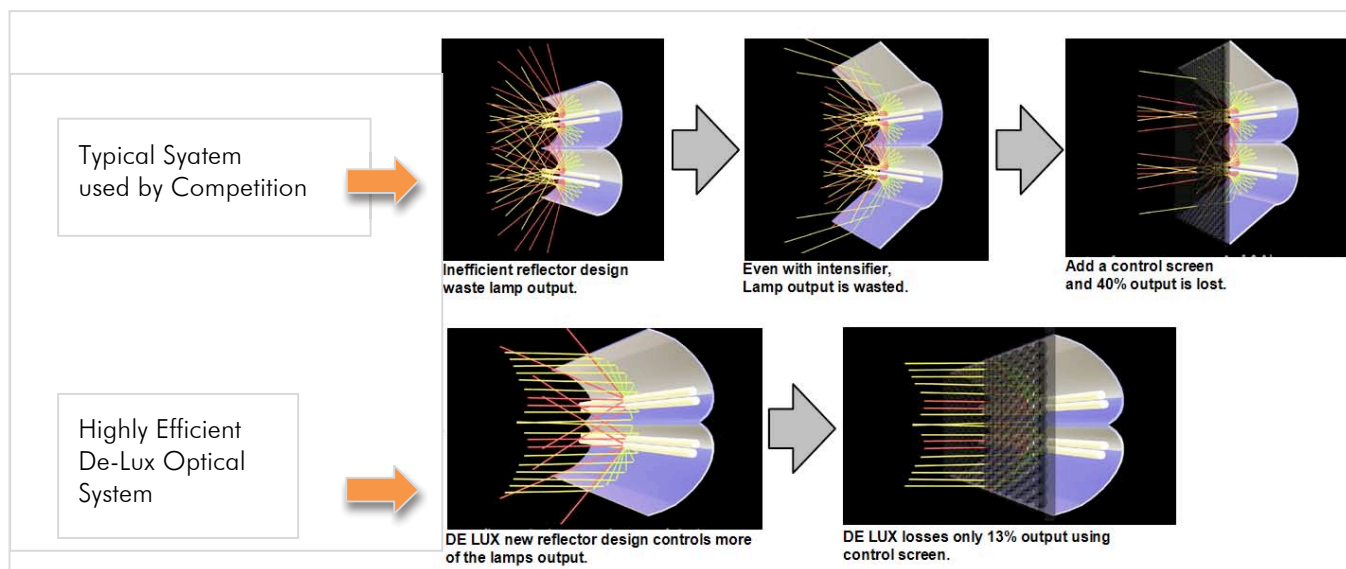 Typical Syatem
used by Competition
Inefficient reflector design
waste lamp output.
Even with intensifier,
Lamp output is wasted.
Add a control screen
and 40% output is lost.
Highly Efficient
De-Lux Optical
System
DE LUX new reflector design controls more
of the lamps output.
DE LUX losses only 13% output using
control screen.